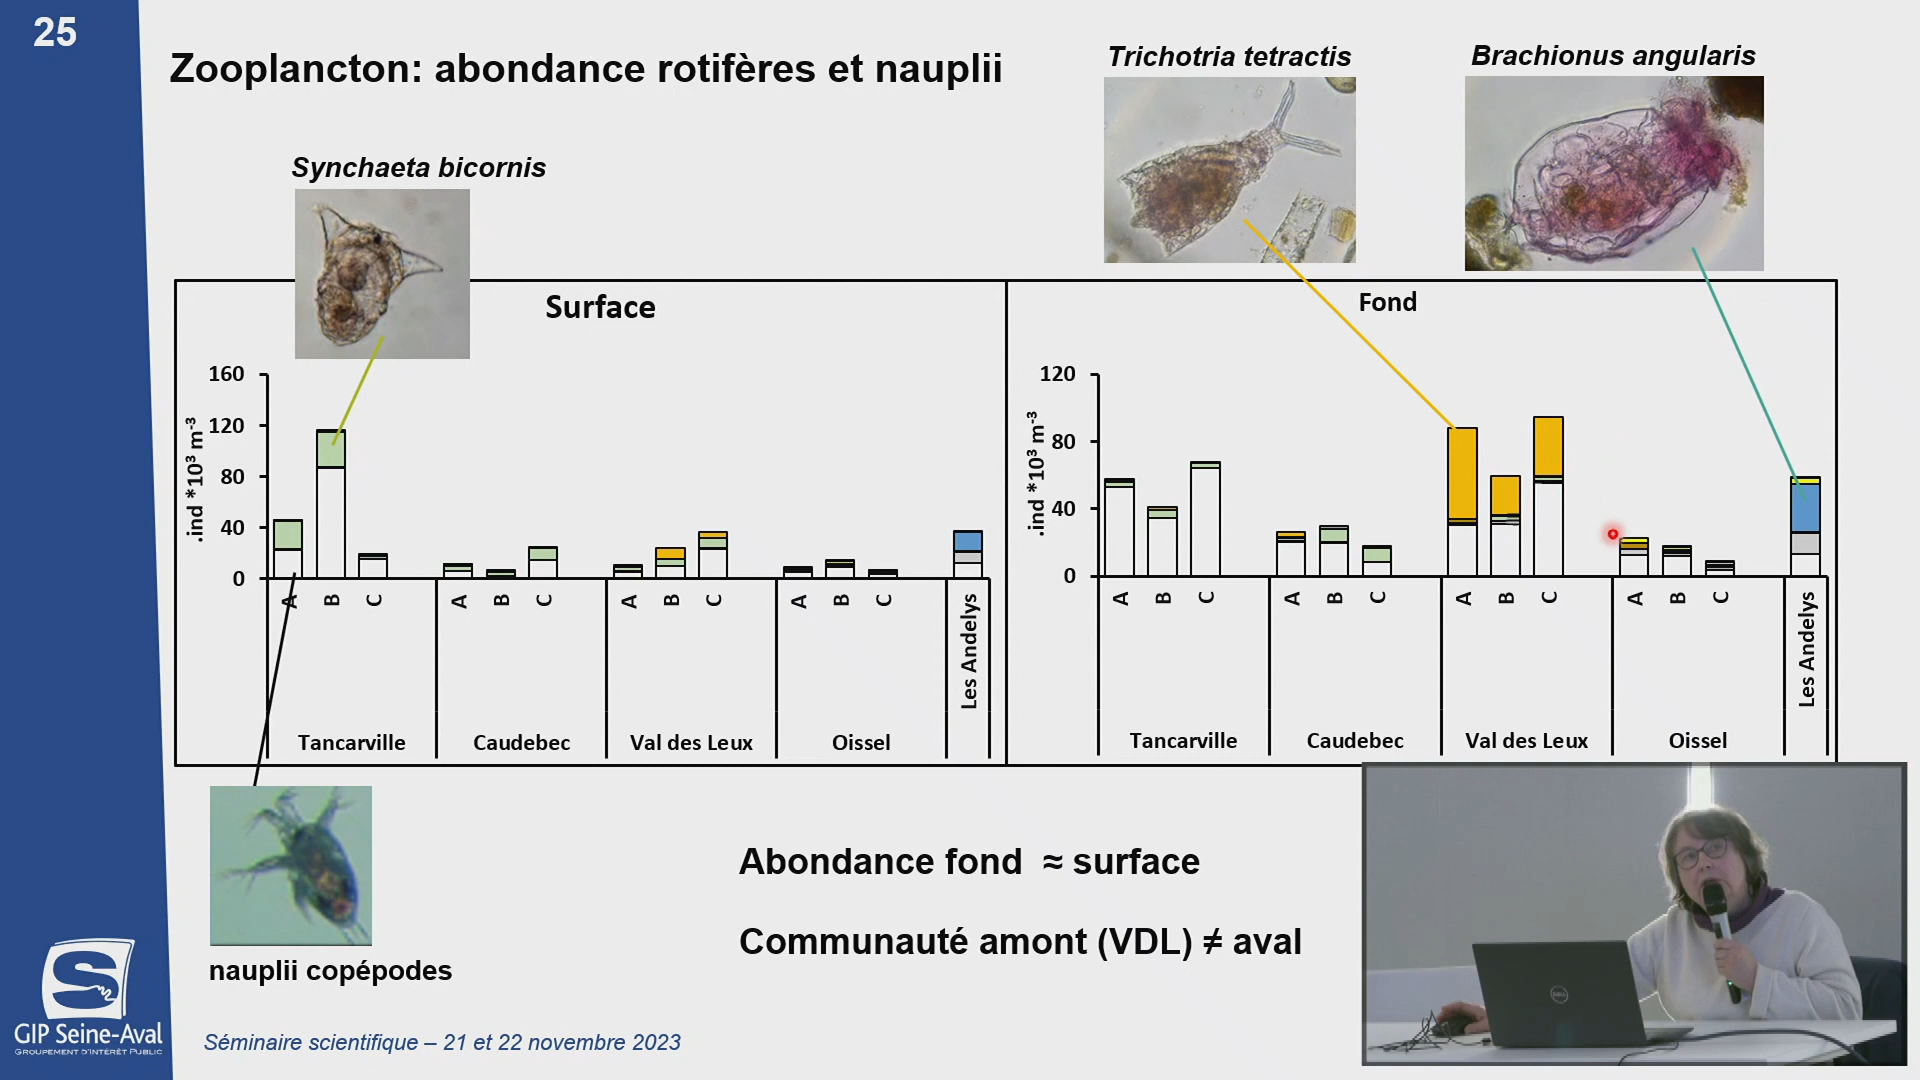 25
Zooplancton: abondance rotifères et nauplii
Trichotria tetractis
Brachionus angularis
Synchaeta bicornis
Surface
Fond
.ind *10³ m⁻³
160
120
80
40
0
A B C A B C A B C A B C
Les Andelys
Tancarville Caudebec Val des Leux Oissel
.ind *10³ m⁻³
120
80
40
0
A B C A B C A B C A B C
Les Andelys
Tancarville Caudebec Val des Leux Oissel
nauplii copépodes
Abondance fond ≈ surface
Communauté amont (VDL) ≠ aval
S
GIP Seine-Aval
GROUPEMENT D'INTÉRÊT PUBLIC
Séminaire scientifique – 21 et 22 novembre 2023
DELL